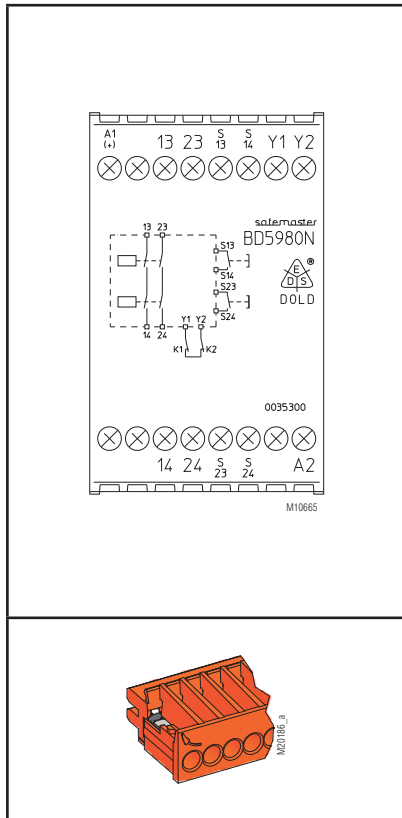 A1 (+) 13 23 S 13 S 14 Y1 Y2
safemaster
BD5980N
13 23
S13
S14
S23
S24
E
D S
®
DOLD
14 24
Y1 Y2
K1 K2
0035300
14 24 S 23 S 24 A2
M10665
M20186_a